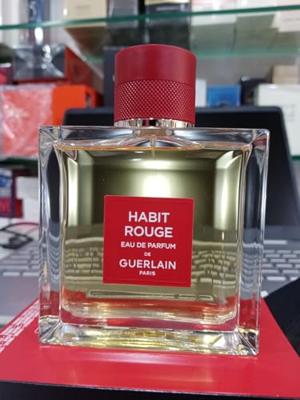 HABIT
ROUGE
EAU DE PARFUM
DE
GUERLAIN
PARIS